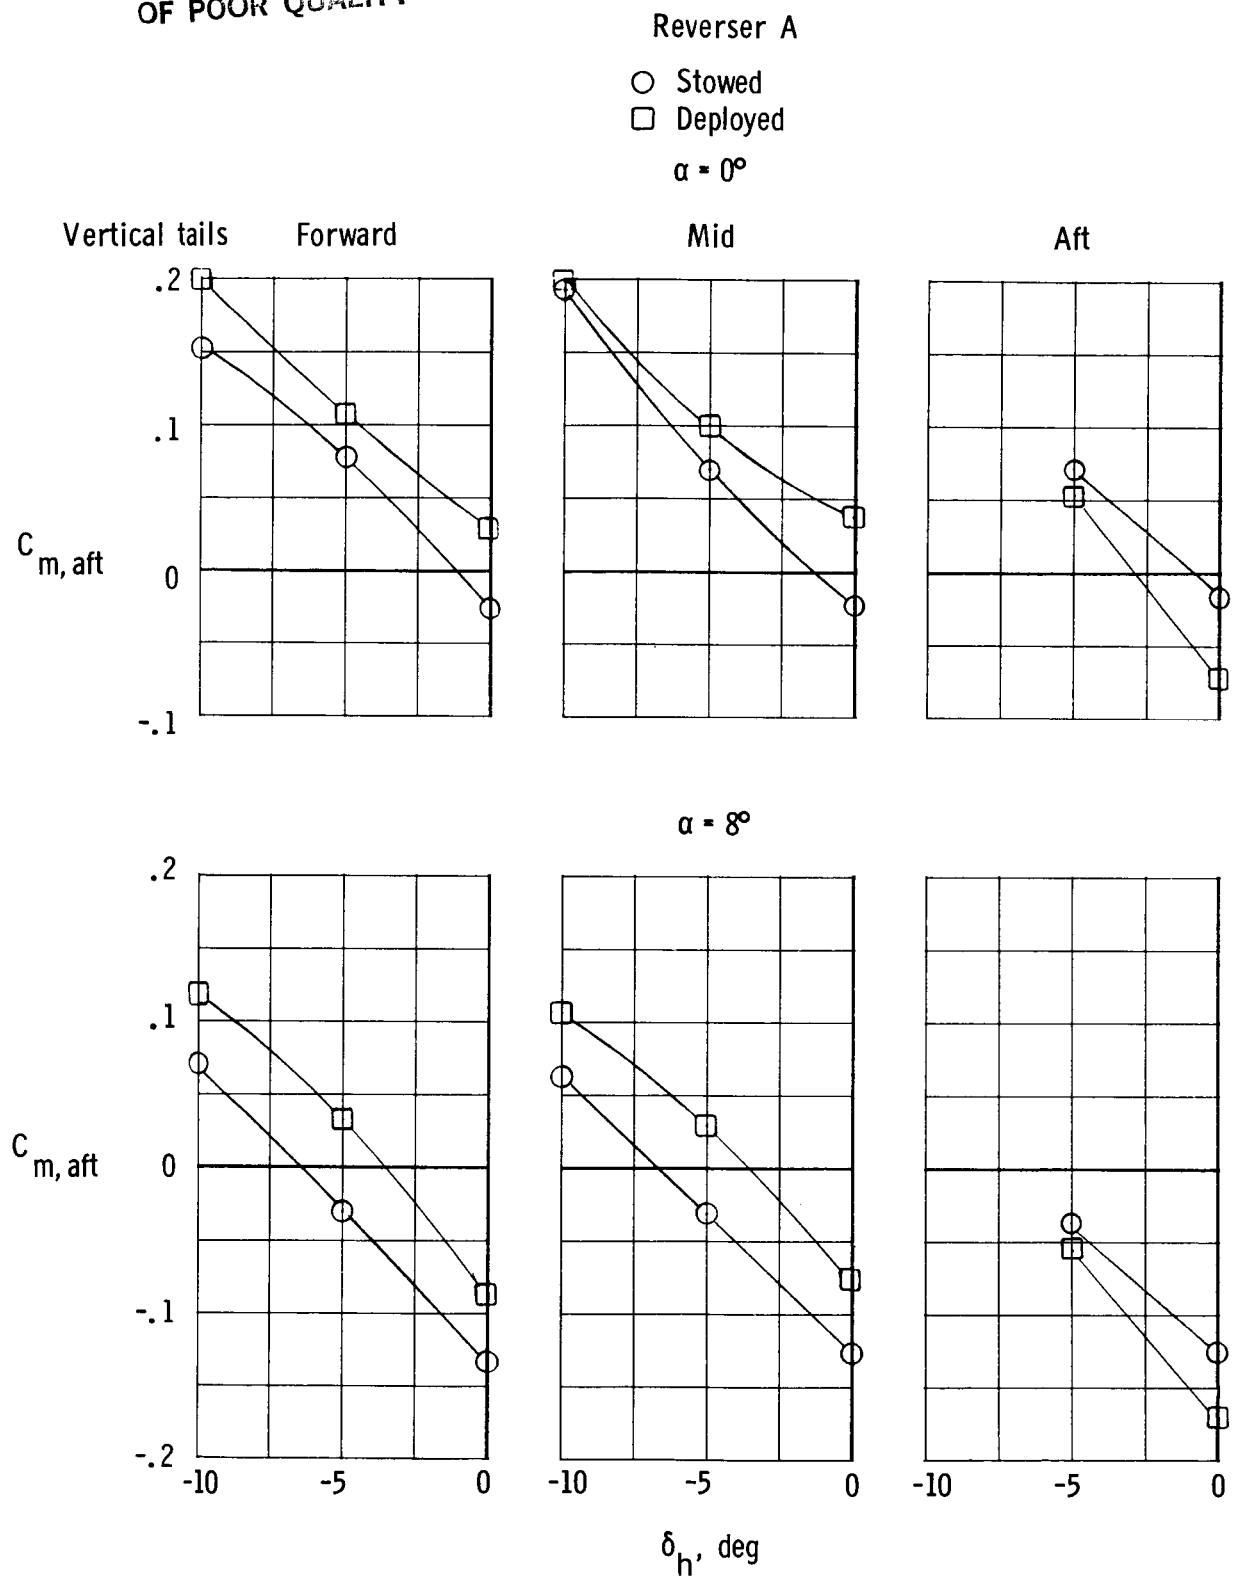 OF POOR QUALITY
Reverser A
Stowed
Deployed
α = 0°
Vertical tails Forward Mid Aft
.2
.1
C m, aft
0
-.1
α = 8°
.2
.1
C m, aft
0
-.1
-.2
-10 -5 0 -10 -5 0 -10 -5 0
δh, deg